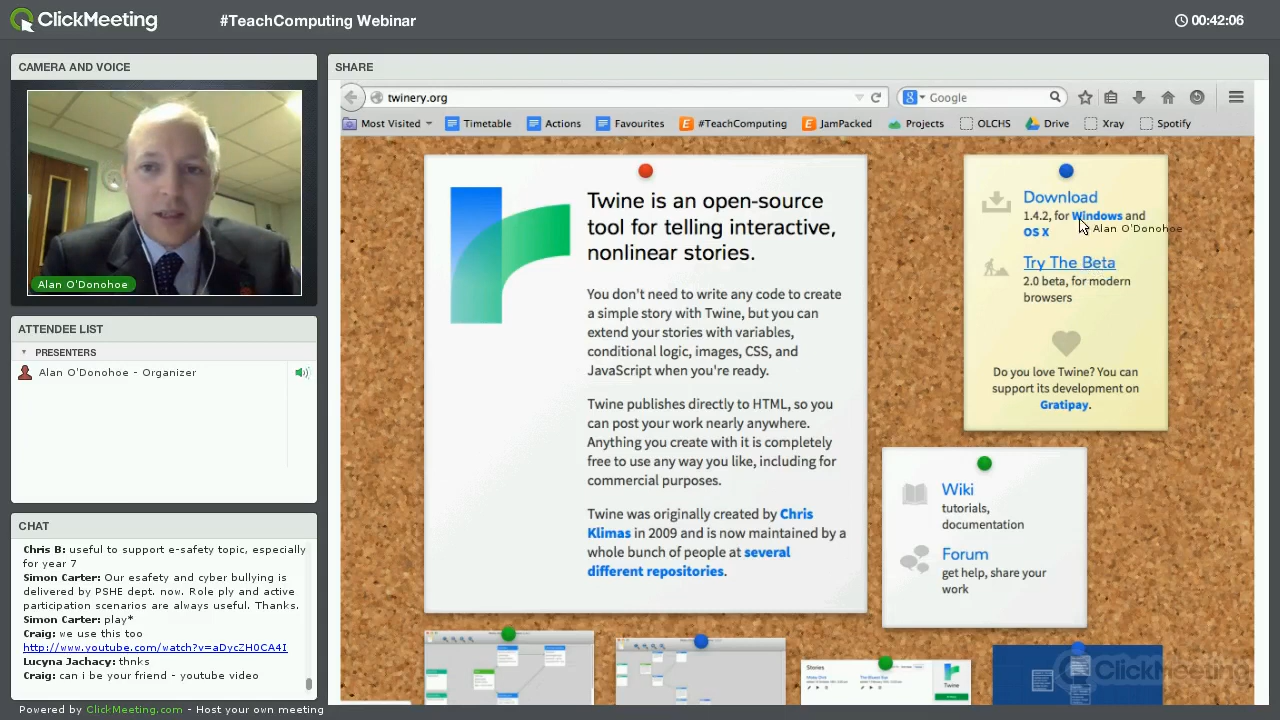 ClickMeeting
#TeachComputing Webinar
00:42:06
CAMERA AND VOICE
Alan O'Donohoe
ATTENDEE LIST
PRESENTERS
Alan O'Donohoe - Organizer
CHAT
Chris B: useful to support e-safety topic, especially
for year 7
Simon Carter: Our esafety and cyber bullying is
delivered by PSHE dept. now. Role ply and active
participation scenarios are always useful. Thanks.
Simon Carter: play*
Craig: we use this too
http://www.youtube.com/watch?v=aDycZH0CA4I
Lucyna Jachacy: thnks
Craig: can i be your friend - youtube video
Powered by ClickMeeting.com - Host your own meeting
SHARE
twinery.org
Google
Most Visited
Timetable
Actions
Favourites
#TeachComputing
JamPacked
Projects
OLCHS
Drive
Xray
Spotify
Twine is an open-source
tool for telling interactive,
nonlinear stories.
You don't need to write any code to create
a simple story with Twine, but you can
extend your stories with variables,
conditional logic, images, CSS, and
JavaScript when you're ready.
Twine publishes directly to HTML, so you
can post your work nearly anywhere.
Anything you create with it is completely
free to use any way you like, including for
commercial purposes.
Twine was originally created by Chris
Klimas in 2009 and is now maintained by a
whole bunch of people at several
different repositories.
Download
1.4.2, for Windows and
OS X
Alan O'Donohoe
Try The Beta
2.0 beta, for modern
browsers
Do you love Twine? You can
support its development on
Gratipay.
Wiki
tutorials,
documentation
Forum
get help, share your
work
Stories
Twine
ClickM